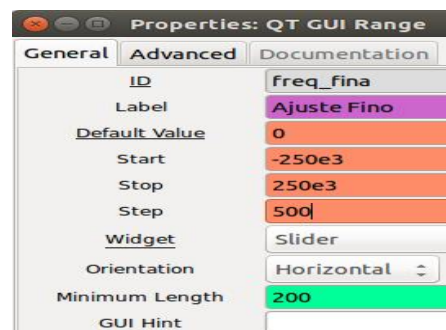 Properties: QT GUI Range
General Advanced Documentation
ID freq_fina
Label Ajuste Fino
Default Value 0
Start -250e3
Stop 250e3
Step 500
Widget Slider
Orientation Horizontal
Minimum Length 200
GUI Hint